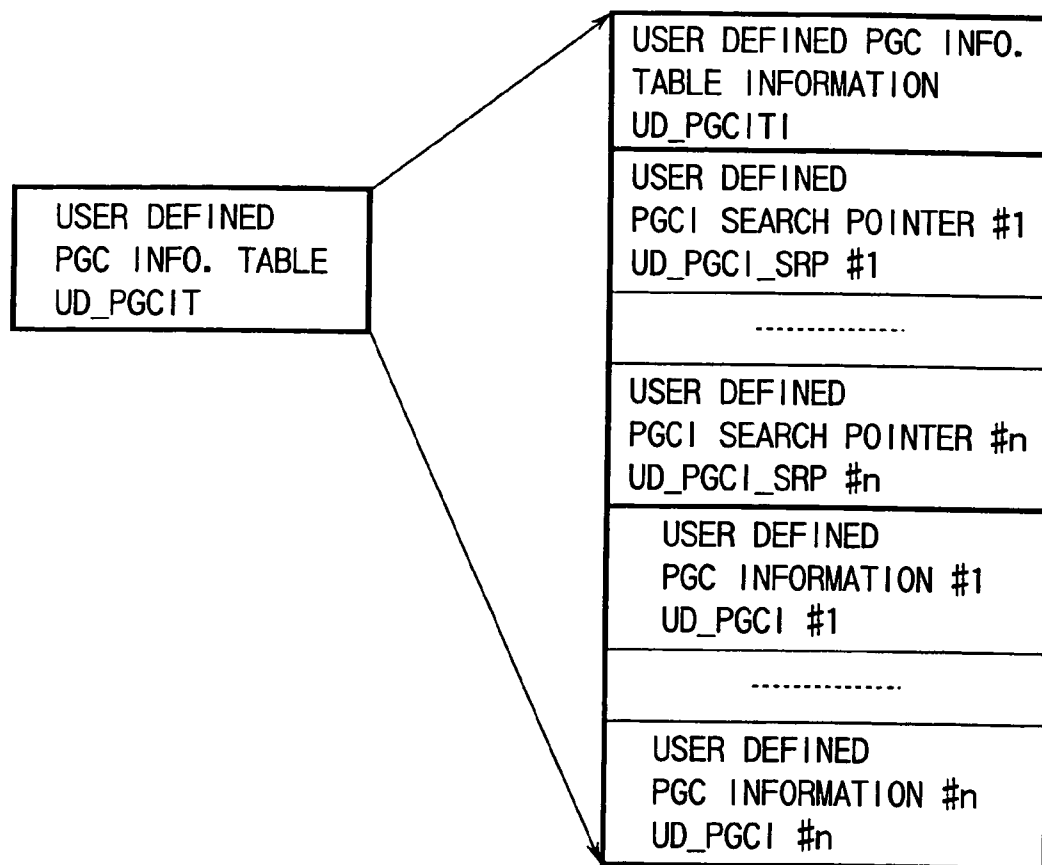 USER DEFINED
PGC INFO. TABLE
UD_PGCIT
USER DEFINED PGC INFO.
TABLE INFORMATION
UD_PGCITI
USER DEFINED
PGCI SEARCH POINTER #1
UD_PGCI_SRP #1
---------------
USER DEFINED
PGCI SEARCH POINTER #n
UD_PGCI_SRP #n
USER DEFINED
PGC INFORMATION #1
UD_PGCI #1
---------------
USER DEFINED
PGC INFORMATION #n
UD_PGCI #n